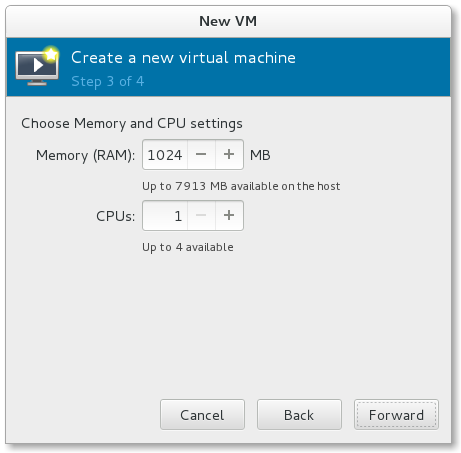 New VM
Create a new virtual machine
Step 3 of 4
Choose Memory and CPU settings
Memory (RAM): 1024 − + MB
Up to 7913 MB available on the host
CPUs: 1 − +
Up to 4 available
Cancel Back Forward